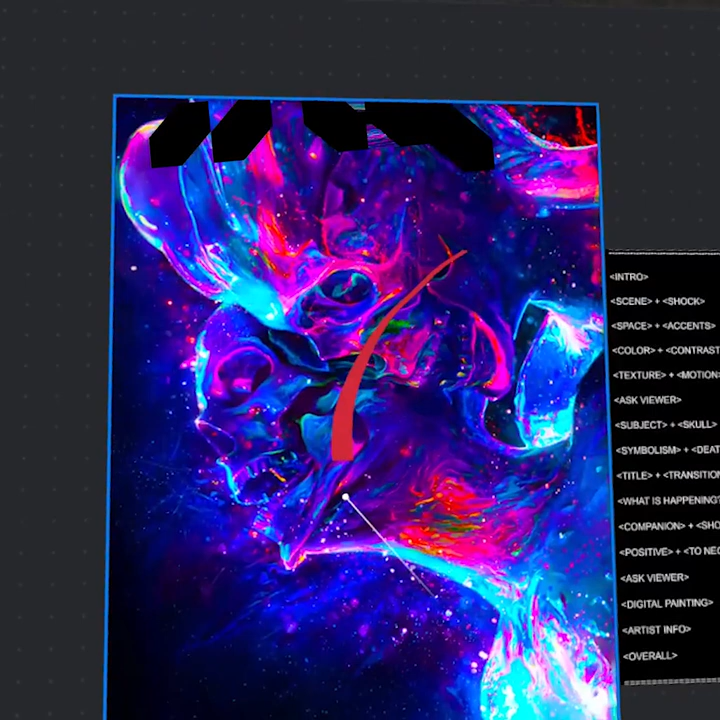 <INTRO>
<SCENE> + <SHOCK>
<SPACE> + <ACCENTS>
<COLOR> + <CONTRAST
<TEXTURE> + <MOTION>
<ASK VIEWER>
<SUBJECT> + <SKULL>
<SYMBOLISM> + <DEAT
<TITLE> + <TRANSITION
<WHAT IS HAPPENING?
<COMPANION> + <SHO
<POSITIVE> + <TO NEG
<ASK VIEWER>
<DIGITAL PAINTING>
<ARTIST INFO>
<OVERALL>